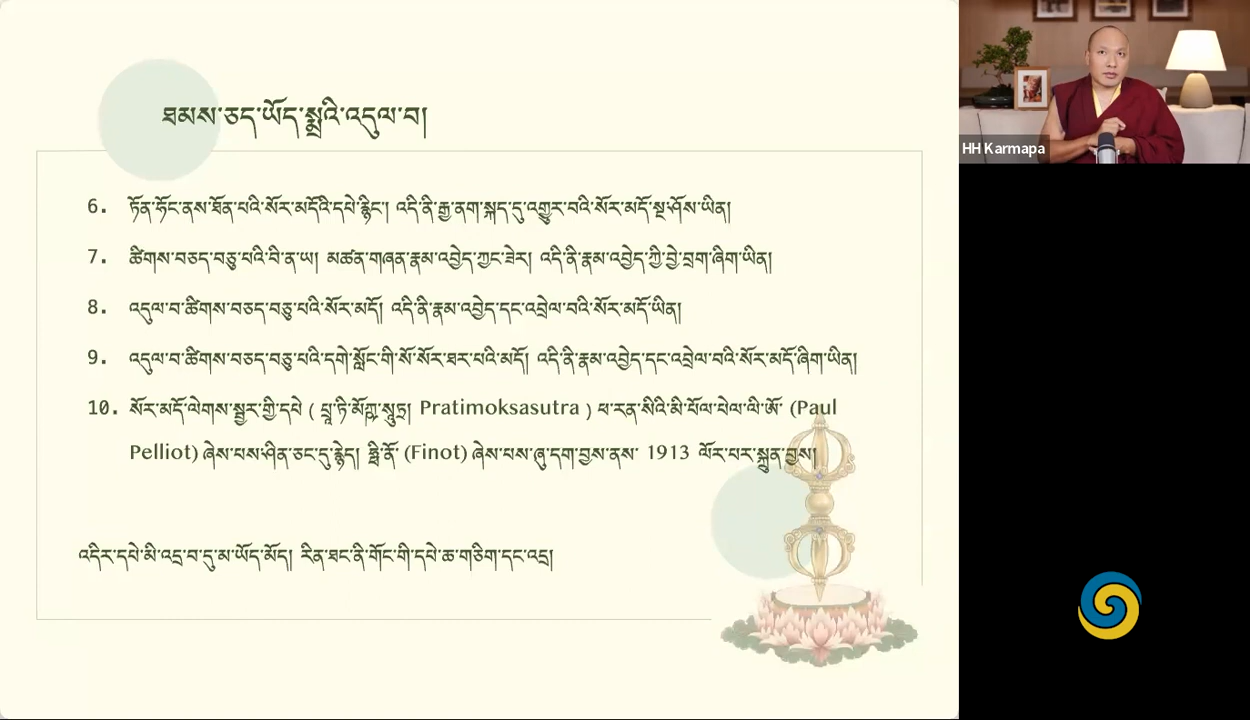 ཐམས་ཅད་ཡོད་སྨྲའི་འདུལ་བ།
HH Karmapa
6. ཏོན་ཧོང་ནས་ཐོན་པའི་སོར་མདོའི་དཔེ་རྙིང་། འདི་ནི་རྒྱ་ནག་སྐད་དུ་འགྱུར་བའི་སོར་མདོ་སྔ་ཤོས་ཡིན།
7. ཚིགས་བཅད་བཅུ་པའི་བི་ན་ཡ། མཚན་གཞན་རྣམ་འབྱེད་ཀྱང་ཟེར། འདི་ནི་རྣམ་འབྱེད་ཀྱི་བྱེ་བྲག་ཞིག་ཡིན།
8. འདུལ་བ་ཚིགས་བཅད་བཅུ་པའི་སོར་མདོ། འདི་ནི་རྣམ་འབྱེད་དང་འབྲེལ་བའི་སོར་མདོ་ཡིན།
9. འདུལ་བ་ཚིགས་བཅད་བཅུ་པའི་དགེ་སློང་གི་སོ་སོར་ཐར་པའི་མདོ། འདི་ནི་རྣམ་འབྱེད་དང་འབྲེལ་བའི་སོར་མདོ་ཞིག་ཡིན།
10. སོར་མདོ་ལེགས་སྦྱར་གྱི་དཔེ ( པྲཱ་ཏི་མོཀྵ་སཱུཏྲ། Pratimoksasutra ) ཕ་རན་སིའི་མི་པོལ་པེལ་ལི་ཨོ་ (Paul
Pelliot) ཞེས་པས་ཤིན་ཅང་དུ་རྙེད། ཧྥི་ནོ་ (Finot) ཞེས་པས་ཞུ་དག་བྱས་ནས་ 1913 ལོར་པར་སྐྲུན་བྱས།
འདིར་དཔེ་མི་འདྲ་བ་དུ་མ་ཡོད་མོད། རིན་ཐང་ནི་གོང་གི་དཔེ་ཆ་གཅིག་དང་འདྲ།